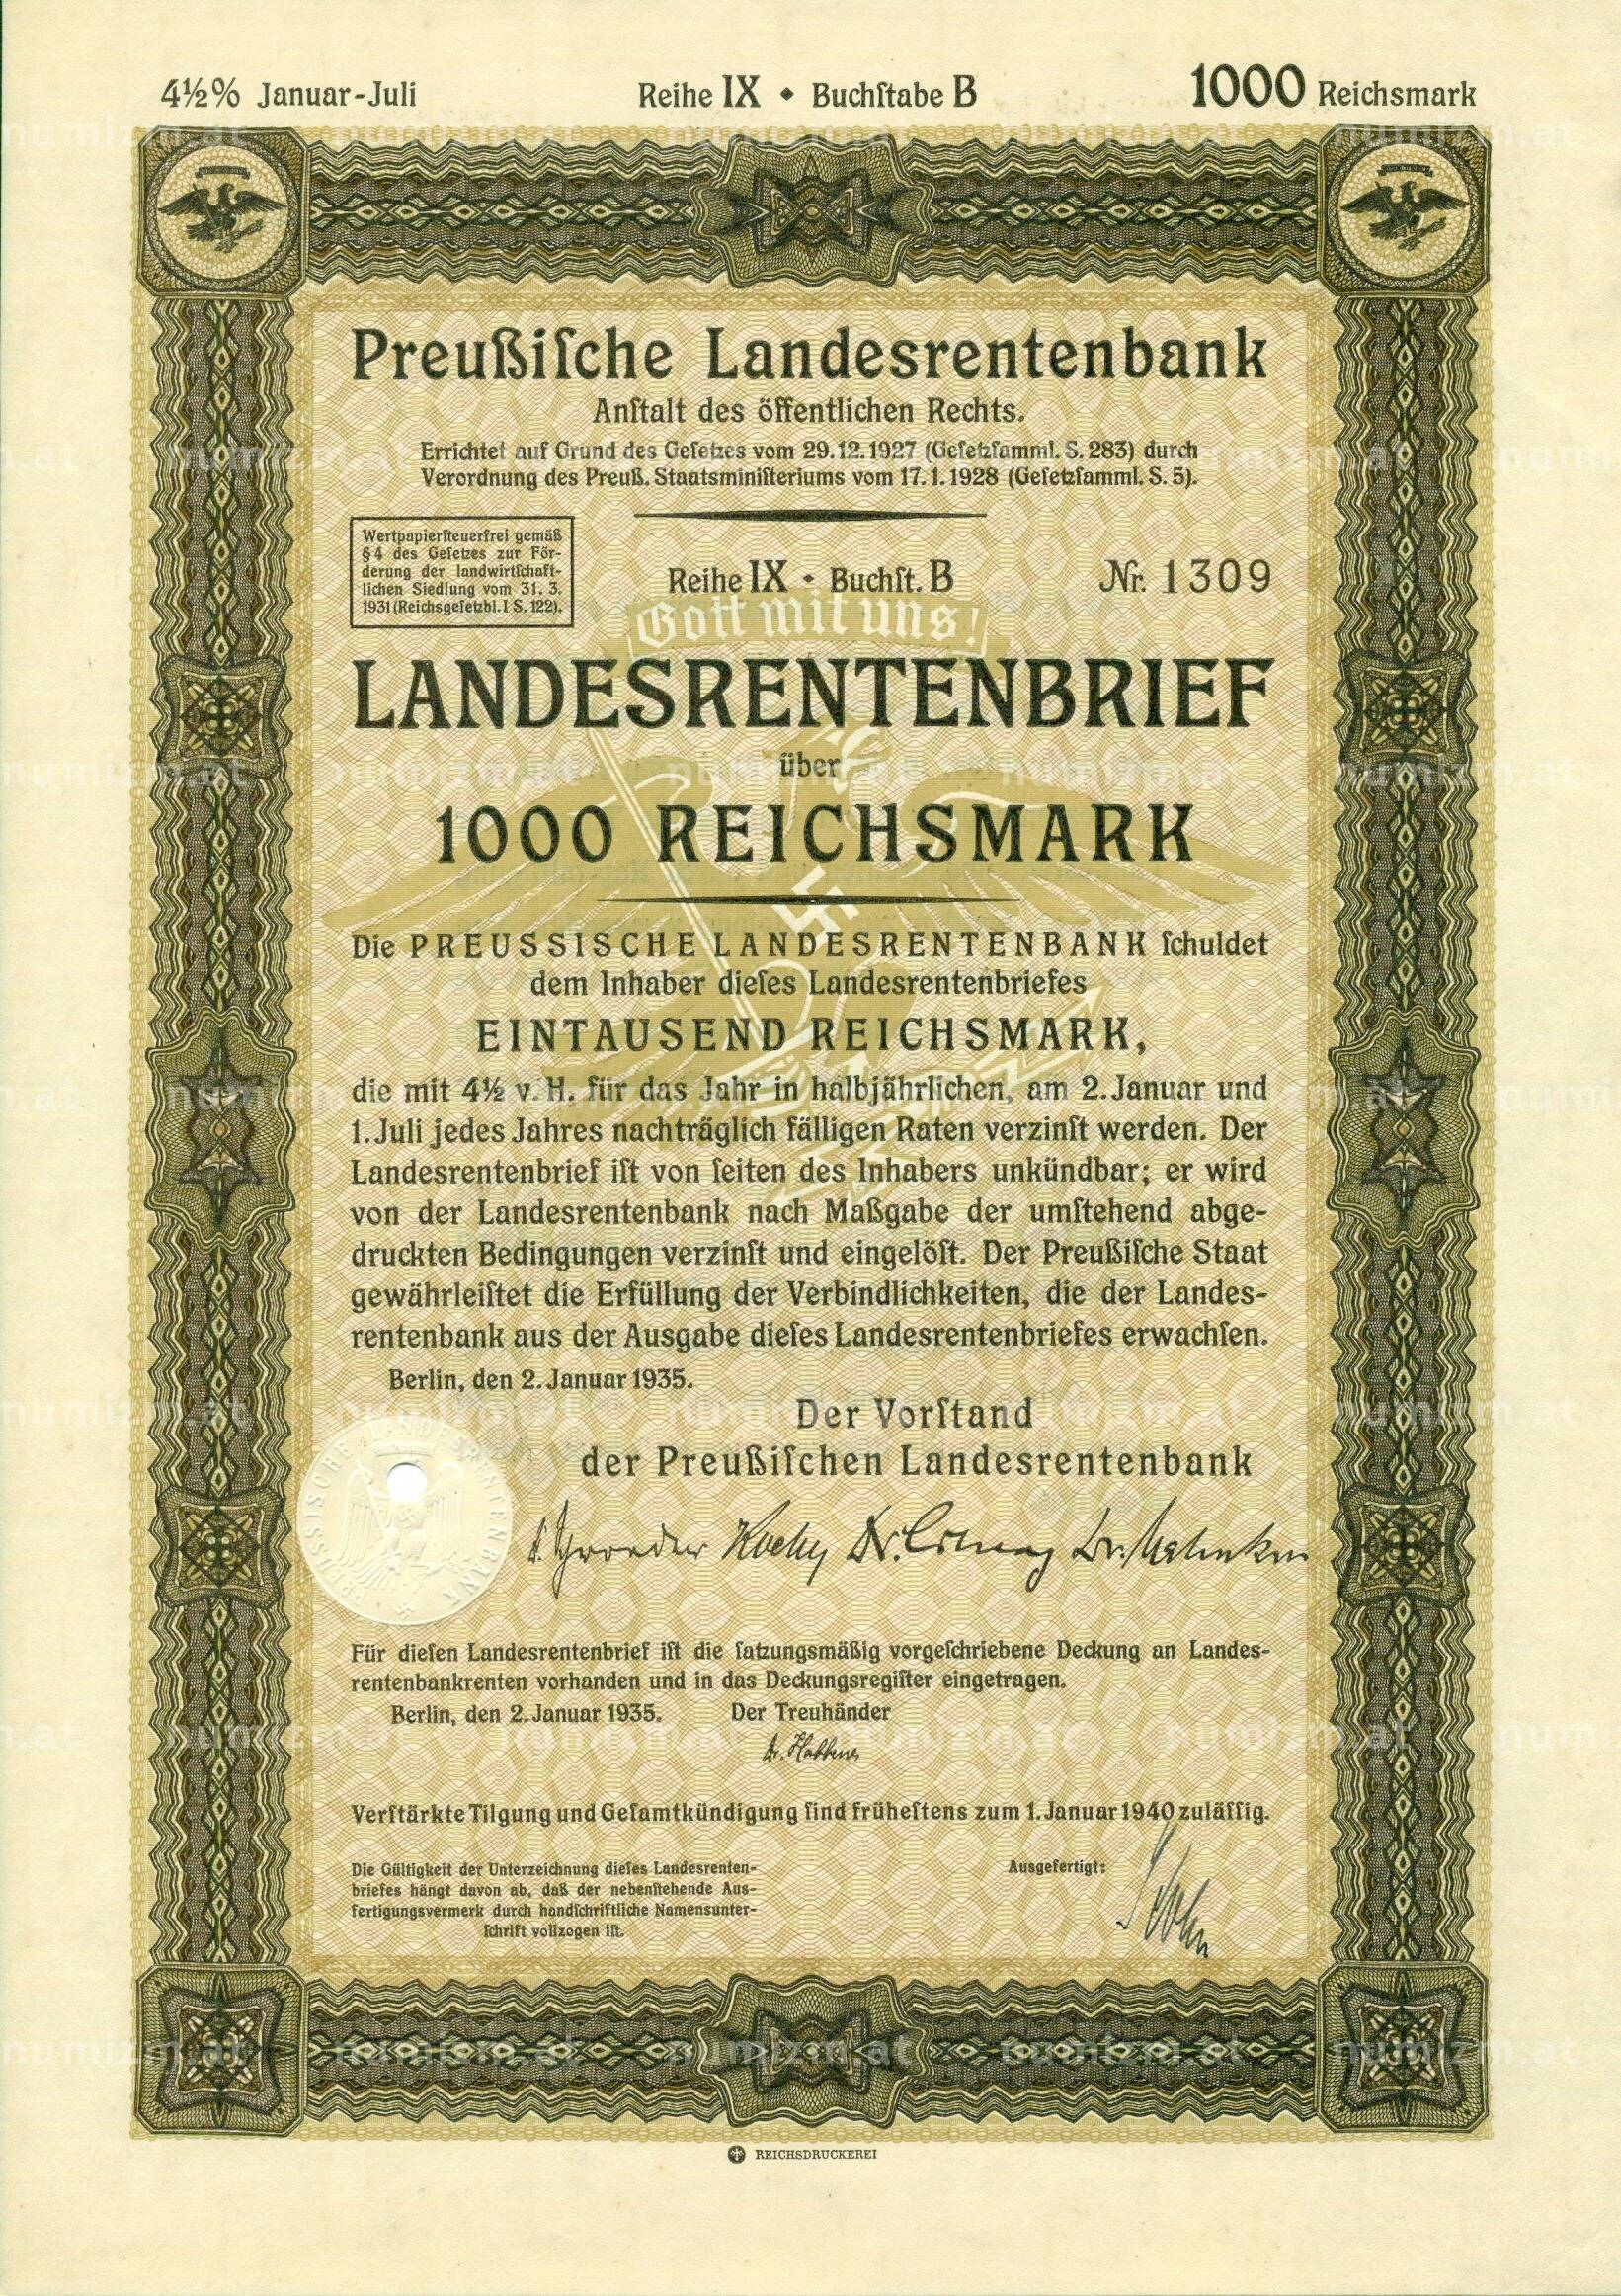 4½% Januar-Juli
Reihe IX • Buchſtabe B
1000 Reichsmark
Preußiſche Landesrentenbank
Anſtalt des öffentlichen Rechts.
Errichtet auf Grund des Geſetzes vom 29.12.1927 (Geſetzſamml. S. 283) durch
Verordnung des Preuß. Staatsminiſteriums vom 17.1.1928 (Geſetzſamml. S. 5).
Wertpapierſteuerfrei gemäß
§ 4 des Geſetzes zur För-
derung der landwirtſchaft-
lichen Siedlung vom 31. 3.
1931 (Reichsgeſetzbl. I S. 122).
Reihe IX • Buchſt. B
Nr. 1309
Gott mit uns!
LANDESRENTENBRIEF
über
1000 REICHSMARK
Die PREUSSISCHE LANDESRENTENBANK ſchuldet
dem Inhaber dieſes Landesrentenbriefes
EINTAUSEND REICHSMARK,
die mit 4½ v. H. für das Jahr in halbjährlichen, am 2. Januar und
1. Juli jedes Jahres nachträglich fälligen Raten verzinſt werden. Der
Landesrentenbrief iſt von ſeiten des Inhabers unkündbar; er wird
von der Landesrentenbank nach Maßgabe der umſtehend abge-
druckten Bedingungen verzinſt und eingelöſt. Der Preußiſche Staat
gewährleiſtet die Erfüllung der Verbindlichkeiten, die der Landes-
rentenbank aus der Ausgabe dieſes Landesrentenbriefes erwachſen.
Berlin, den 2. Januar 1935.
Der Vorſtand
der Preußiſchen Landesrentenbank
PREUSSISCHE LANDESRENTENBANK
Für dieſen Landesrentenbrief iſt die ſatzungsmäßig vorgeſchriebene Deckung an Landes-
rentenbankrenten vorhanden und in das Deckungsregiſter eingetragen.
Berlin, den 2. Januar 1935. Der Treuhänder
Verſtärkte Tilgung und Geſamtkündigung ſind früheſtens zum 1. Januar 1940 zuläſſig.
Die Gültigkeit der Unterzeichnung dieſes Landesrenten-
briefes hängt davon ab, daß der nebenſtehende Aus-
fertigungsvermerk durch handſchriftliche Namensunter-
ſchrift vollzogen iſt.
Ausgefertigt:
REICHSDRUCKEREI
numizm.at